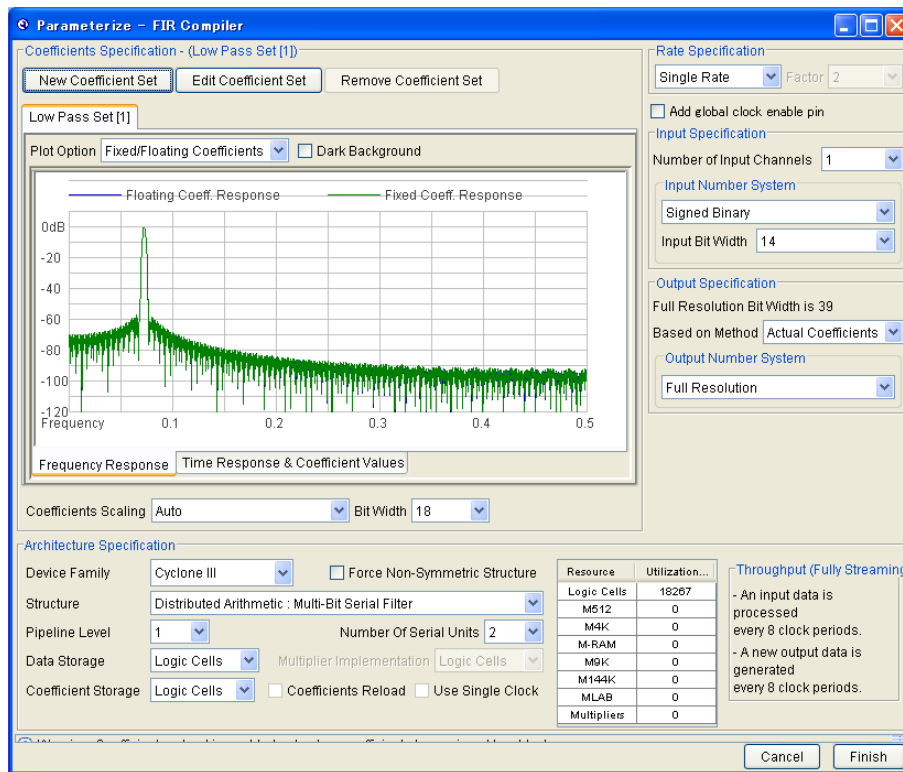 Parameterize - FIR Compiler
Coefficients Specification - (Low Pass Set [1])
New Coefficient Set
Edit Coefficient Set
Remove Coefficient Set
Low Pass Set [1]
Plot Option
Fixed/Floating Coefficients
Dark Background
Floating Coeff. Response
Fixed Coeff. Response
0dB
-20
-40
-60
-80
-100
-120
Frequency
0.1
0.2
0.3
0.4
0.5
Frequency Response
Time Response & Coefficient Values
Coefficients Scaling
Auto
Bit Width
18
Rate Specification
Single Rate
Factor
2
Add global clock enable pin
Input Specification
Number of Input Channels
1
Input Number System
Signed Binary
Input Bit Width
14
Output Specification
Full Resolution Bit Width is 39
Based on Method
Actual Coefficients
Output Number System
Full Resolution
Architecture Specification
Device Family
Cyclone III
Force Non-Symmetric Structure
Structure
Distributed Arithmetic : Multi-Bit Serial Filter
Pipeline Level
1
Number Of Serial Units
2
Data Storage
Logic Cells
Multiplier Implementation
Logic Cells
Coefficient Storage
Logic Cells
Coefficients Reload
Use Single Clock
Resource
Utilization...
Logic Cells
18267
M512
0
M4K
0
M-RAM
0
M9K
0
M144K
0
MLAB
0
Multipliers
0
Throughput (Fully Streaming
- An input data is
processed
every 8 clock periods.
- A new output data is
generated
every 8 clock periods.
Cancel
Finish